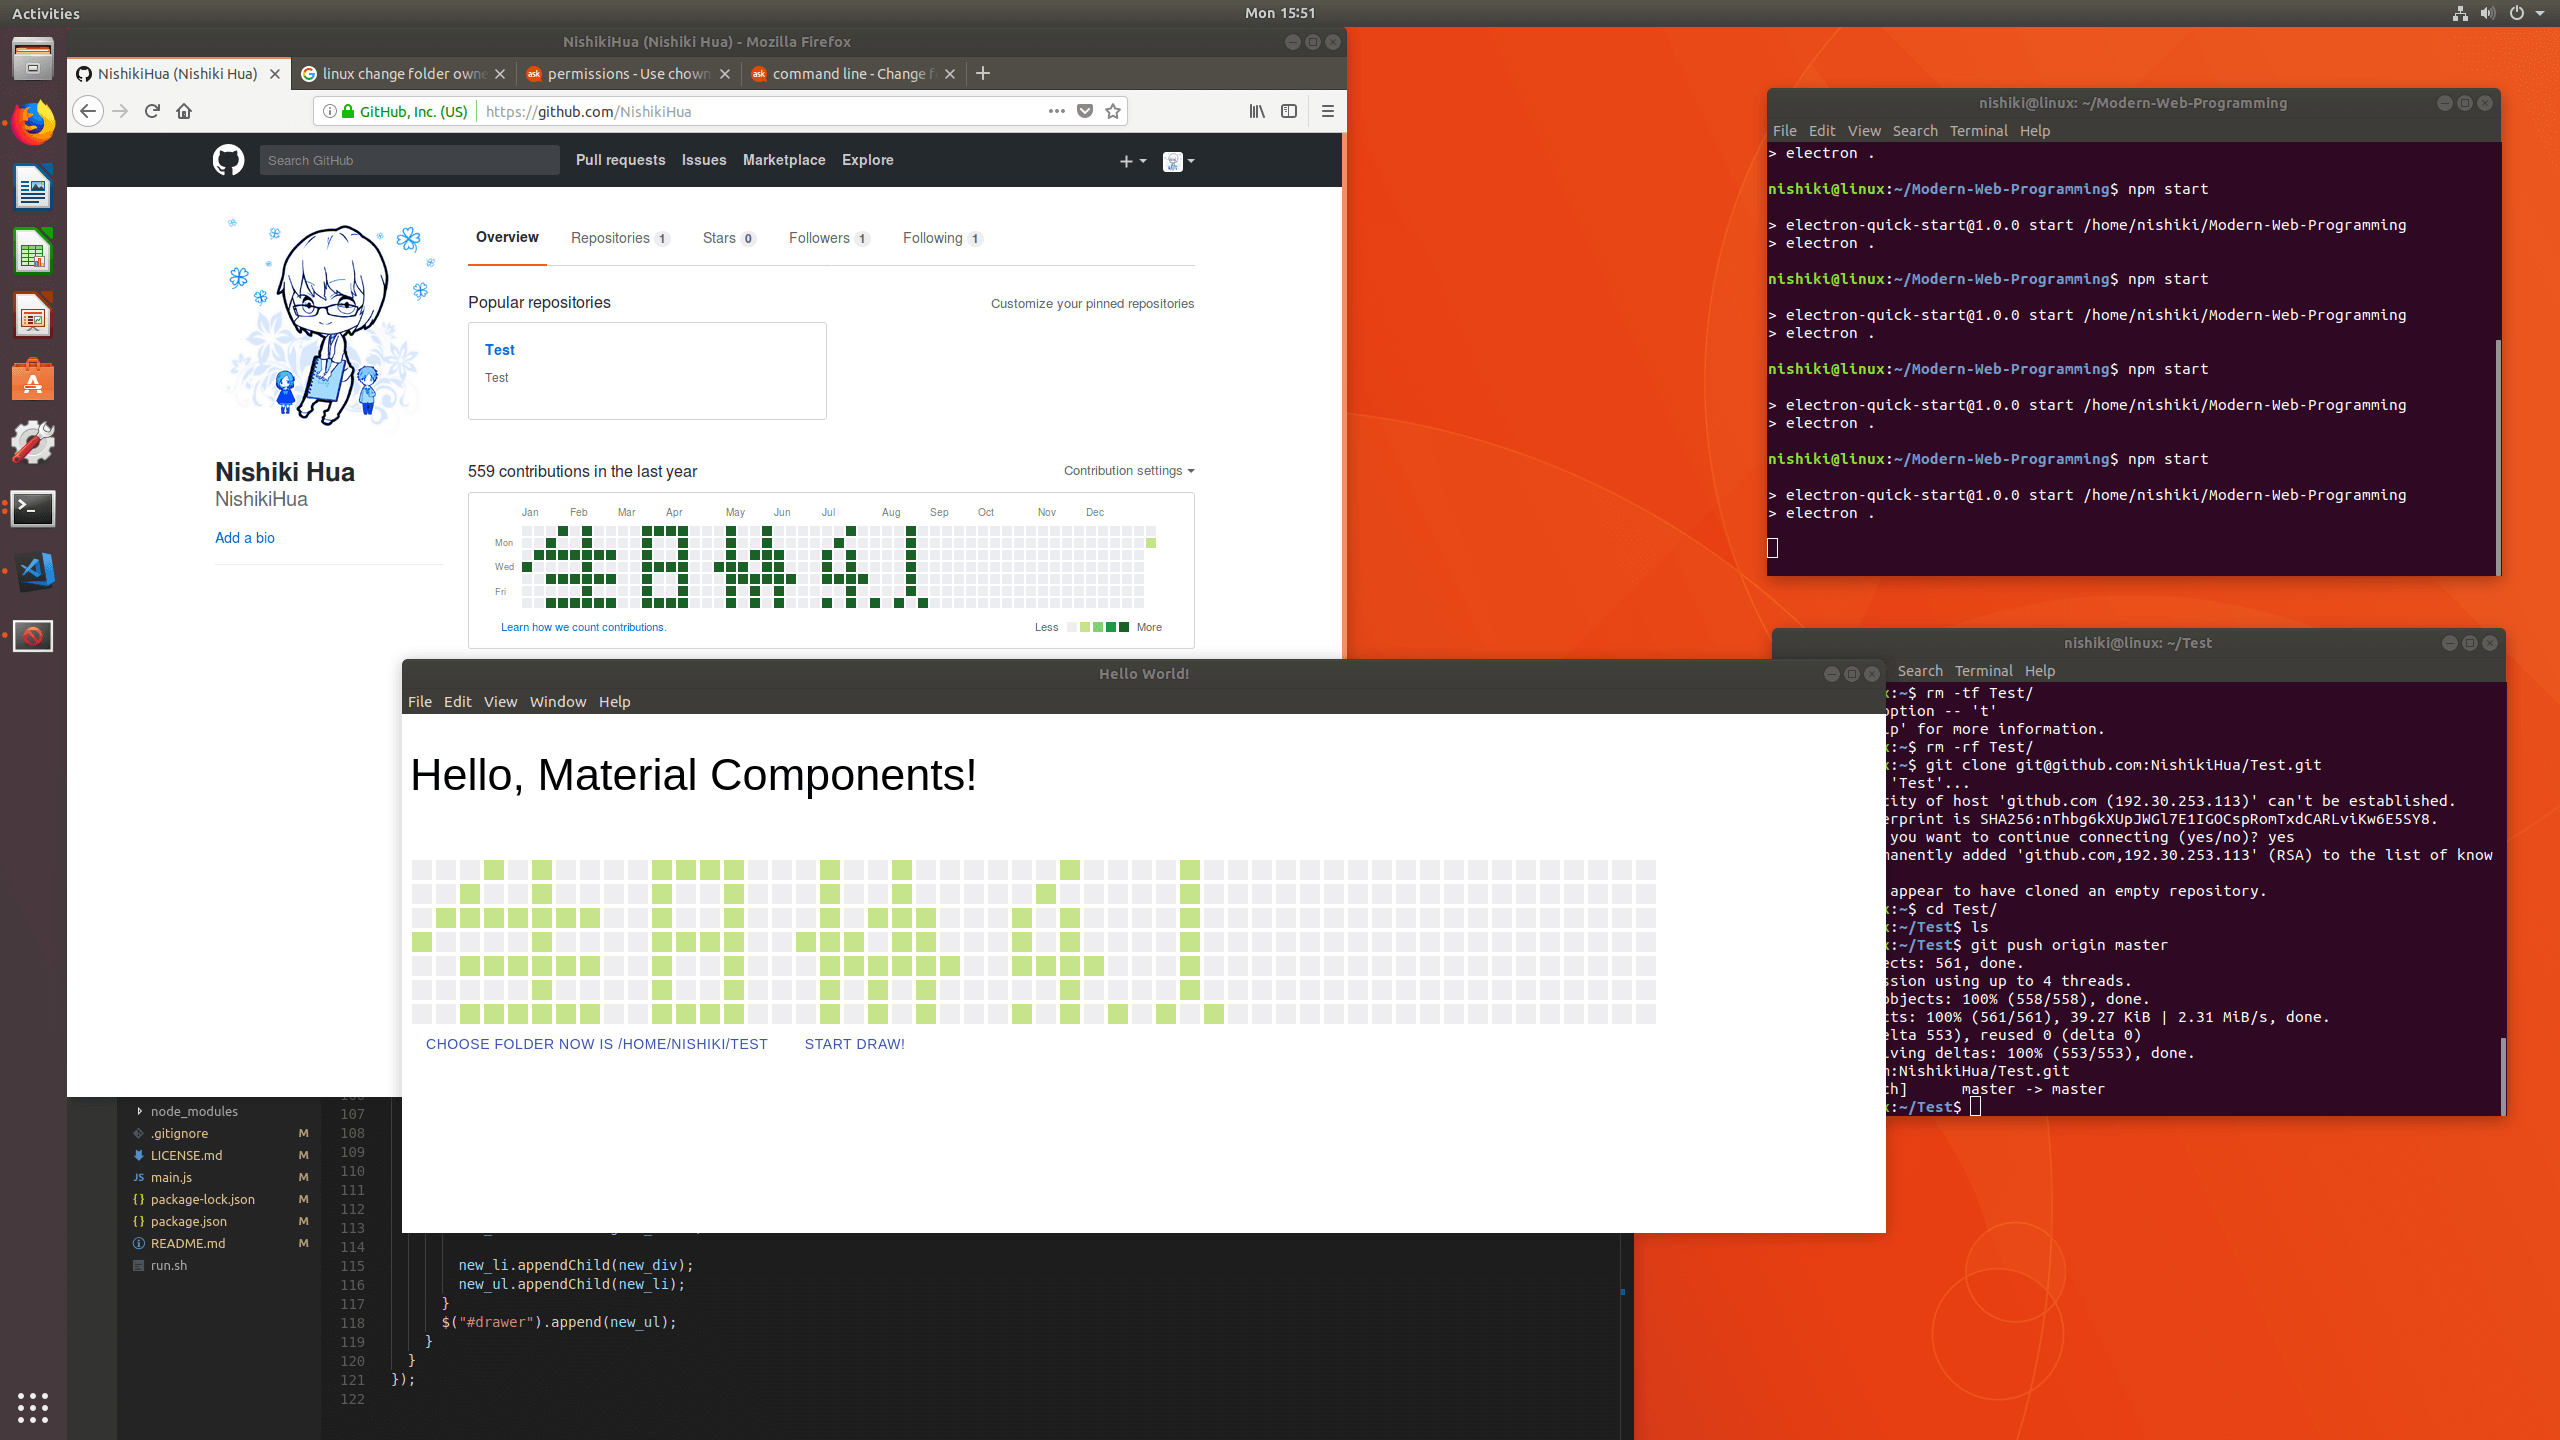 Activities
Mon 15:51
NishikiHua (Nishiki Hua) - Mozilla Firefox
NishikiHua (Nishiki Hua)
linux change folder owne
permissions - Use chown
command line - Change f
GitHub, Inc. (US)
https://github.com/NishikiHua
Search GitHub
Pull requests Issues Marketplace Explore
Overview Repositories 1 Stars 0 Followers 1 Following 1
Popular repositories
Customize your pinned repositories
Test
Test
Nishiki Hua
NishikiHua
Add a bio
559 contributions in the last year
Contribution settings
Jan Feb Mar Apr May Jun Jul Aug Sep Oct Nov Dec
Mon
Wed
Fri
Learn how we count contributions.
Less More
nishiki@linux: ~/Modern-Web-Programming
File Edit View Search Terminal Help
> electron .
nishiki@linux:~/Modern-Web-Programming$ npm start
> electron-quick-start@1.0.0 start /home/nishiki/Modern-Web-Programming
> electron .
nishiki@linux:~/Modern-Web-Programming$ npm start
> electron-quick-start@1.0.0 start /home/nishiki/Modern-Web-Programming
> electron .
nishiki@linux:~/Modern-Web-Programming$ npm start
> electron-quick-start@1.0.0 start /home/nishiki/Modern-Web-Programming
> electron .
nishiki@linux:~/Modern-Web-Programming$ npm start
> electron-quick-start@1.0.0 start /home/nishiki/Modern-Web-Programming
> electron .
nishiki@linux: ~/Test
Search Terminal Help
x:~$ rm -tf Test/
option -- 't'
lp' for more information.
x:~$ rm -rf Test/
x:~$ git clone git@github.com:NishikiHua/Test.git
'Test'...
city of host 'github.com (192.30.253.113)' can't be established.
erprint is SHA256:nThbg6kXUpJWGl7E1IGOCspRomTxdCARLviKw6E5SY8.
you want to continue connecting (yes/no)? yes
manently added 'github.com,192.30.253.113' (RSA) to the list of know
appear to have cloned an empty repository.
x:~$ cd Test/
x:~/Test$ ls
x:~/Test$ git push origin master
ects: 561, done.
ssion using up to 4 threads.
objects: 100% (558/558), done.
cts: 100% (561/561), 39.27 KiB | 2.31 MiB/s, done.
elta 553), reused 0 (delta 0)
lving deltas: 100% (553/553), done.
m:NishikiHua/Test.git
ch] master -> master
x:~/Test$
Hello World!
File Edit View Window Help
Hello, Material Components!
CHOOSE FOLDER NOW IS /HOME/NISHIKI/TEST START DRAW!
node_modules
.gitignore M
LICENSE.md M
JS main.js M
{} package-lock.json M
{} package.json M
README.md M
run.sh
107
108
109
110
111
112
113
114
115 new_li.appendChild(new_div);
116 new_ul.appendChild(new_li);
117 }
118 $("#drawer").append(new_ul);
119 }
120 }
121 });
122